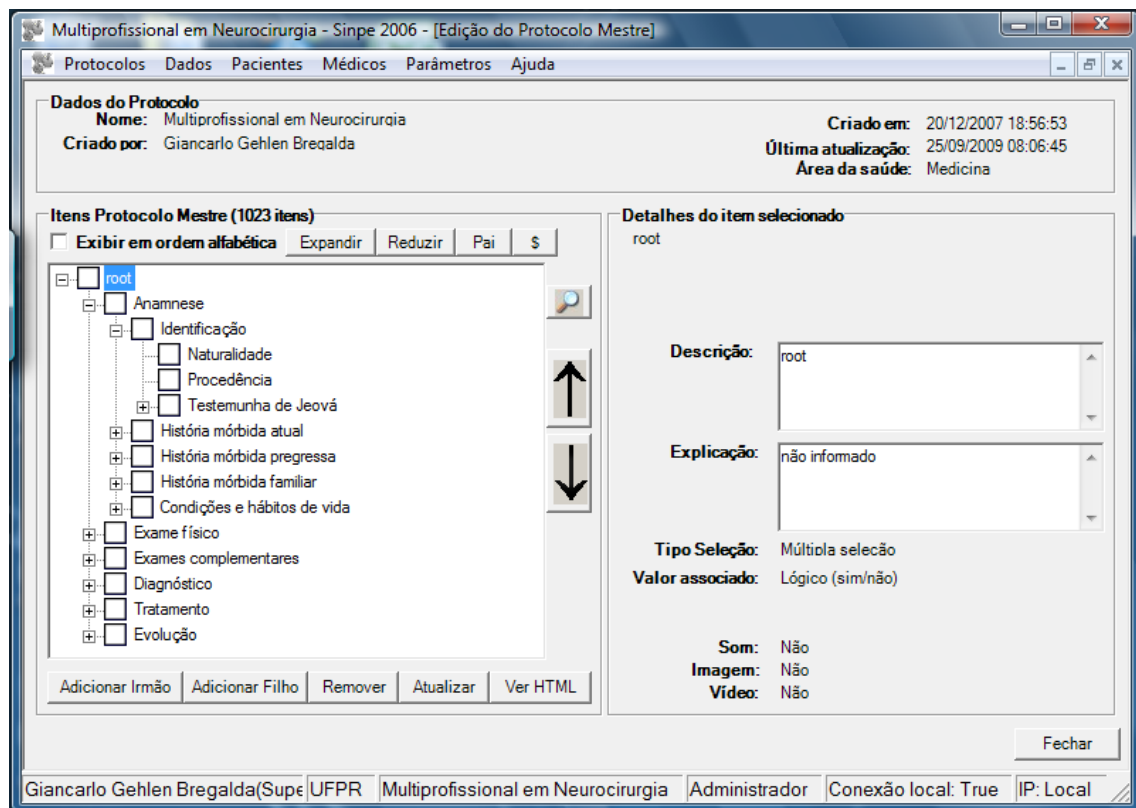 Multiprofissional em Neurocirurgia - Sinpe 2006 - [Edição do Protocolo Mestre]
Protocolos Dados Pacientes Médicos Parâmetros Ajuda
Dados do Protocolo
Nome: Multiprofissional em Neurocirurgia
Criado por: Giancarlo Gehlen Bregalda
Criado em: 20/12/2007 18:56:53
Última atualização: 25/09/2009 08:06:45
Área da saúde: Medicina
Itens Protocolo Mestre (1023 itens)
Exibir em ordem alfabética Expandir Reduzir Pai $
root
Anamnese
Identificação
Naturalidade
Procedência
Testemunha de Jeová
História mórbida atual
História mórbida pregressa
História mórbida familiar
Condições e hábitos de vida
Exame físico
Exames complementares
Diagnóstico
Tratamento
Evolução
Adicionar Irmão Adicionar Filho Remover Atualizar Ver HTML
Detalhes do item selecionado
root
Descrição: root
Explicação: não informado
Tipo Seleção: Múltipla seleção
Valor associado: Lógico (sim/não)
Som: Não
Imagem: Não
Vídeo: Não
Fechar
Giancarlo Gehlen Bregalda(Supe UFPR Multiprofissional em Neurocirurgia Administrador Conexão local: True IP: Local